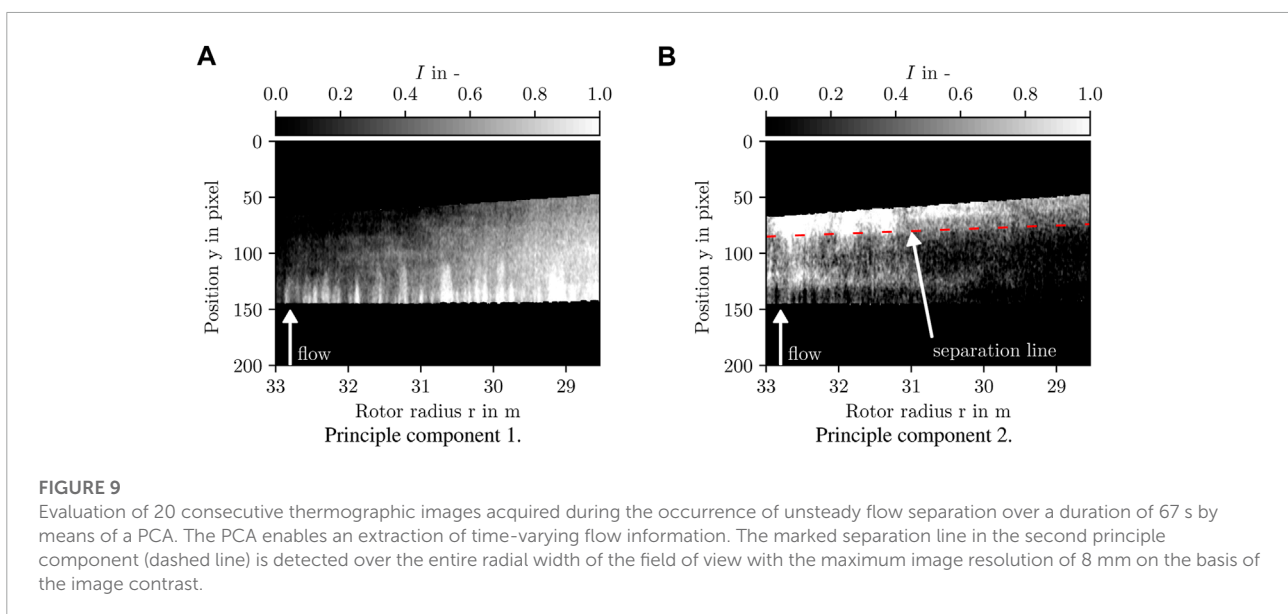 A
I in -
0.0 0.2 0.4 0.6 0.8 1.0
0
50
100
150
200
Position y in pixel
flow
33 32 31 30 29
Rotor radius r in m
Principle component 1.
B
I in -
0.0 0.2 0.4 0.6 0.8 1.0
0
50
100
150
200
Position y in pixel
flow
separation line
33 32 31 30 29
Rotor radius r in m
Principle component 2.
FIGURE 9
Evaluation of 20 consecutive thermographic images acquired during the occurrence of unsteady flow separation over a duration of 67 s by
means of a PCA. The PCA enables an extraction of time-varying flow information. The marked separation line in the second principle
component (dashed line) is detected over the entire radial width of the field of view with the maximum image resolution of 8 mm on the basis of
the image contrast.